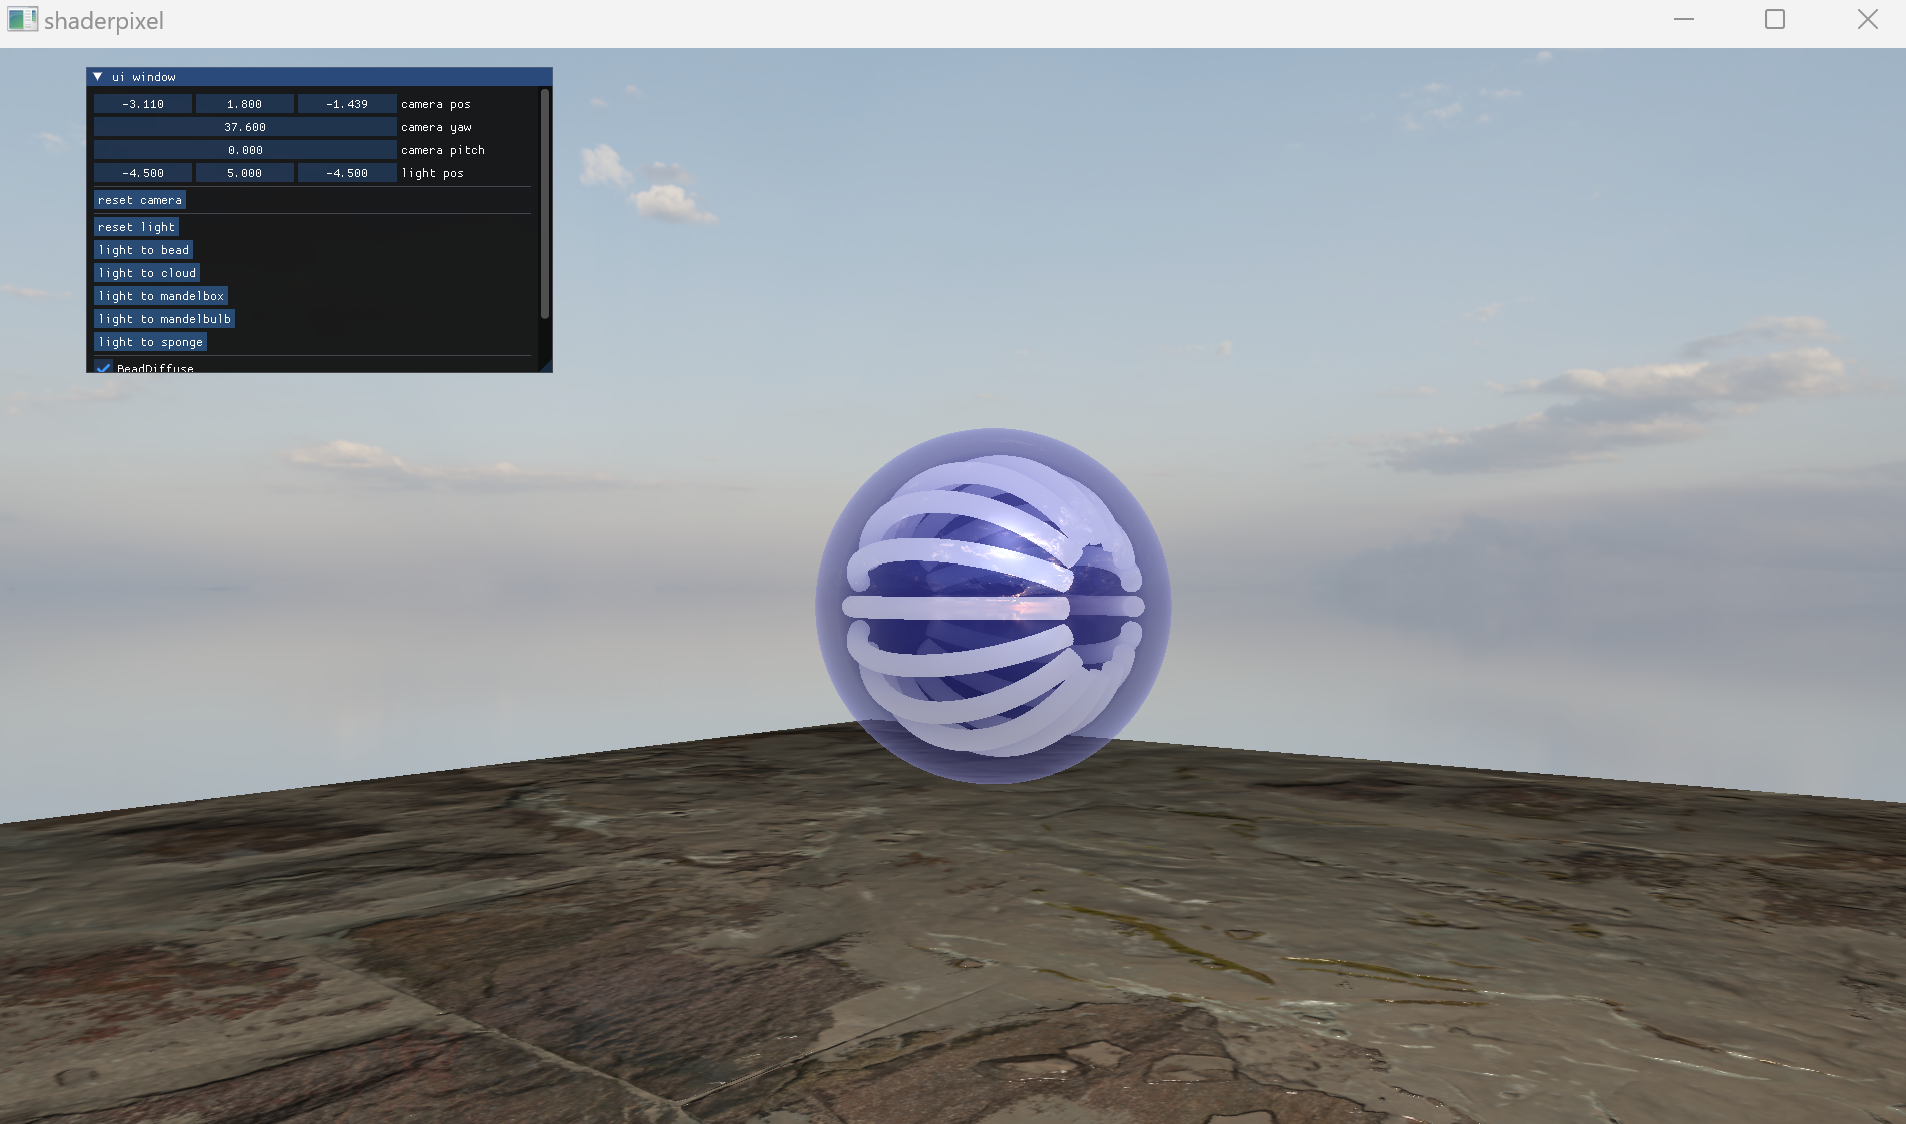 shaderpixel
ui window
-3.110 1.800 -1.439 camera pos
37.600 camera yaw
0.000 camera pitch
-4.500 5.000 -4.500 light pos
reset camera
reset light
light to bead
light to cloud
light to mandelbox
light to mandelbulb
light to sponge
BeadDiffuse